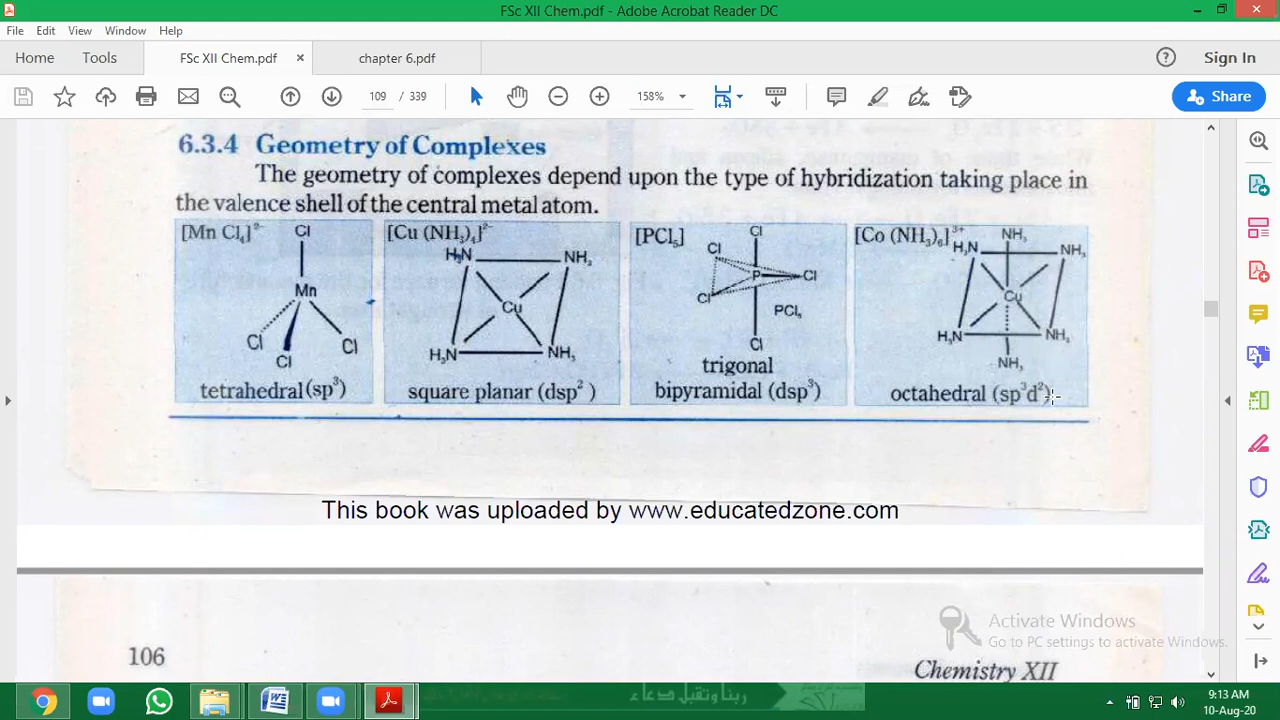 FSc XII Chem.pdf - Adobe Acrobat Reader DC
File Edit View Window Help
Home Tools FSc XII Chem.pdf × chapter 6.pdf Sign In
109 / 339 158% Share
6.3.4 Geometry of Complexes
The geometry of complexes depend upon the type of hybridization taking place in
the valence shell of the central metal atom.
[Mn Cl₄]²⁻
Cl
Mn
Cl
Cl
Cl
tetrahedral (sp³)
[Cu (NH₃)₄]²⁻
H₃N NH₃
Cu
H₃N NH₃
square planar (dsp²)
[PCl₅]
Cl
Cl
P Cl
Cl
PCl₅
Cl
trigonal
bipyramidal (dsp³)
[Co (NH₃)₆]³⁺
NH₃
H₃N NH₃
Cu
H₃N NH₃
NH₃
octahedral (sp³d²)
This book was uploaded by www.educatedzone.com
106
Chemistry XII
Activate Windows
Go to PC settings to activate Windows.
ربنا وتقبل دعاء
9:13 AM
10-Aug-20